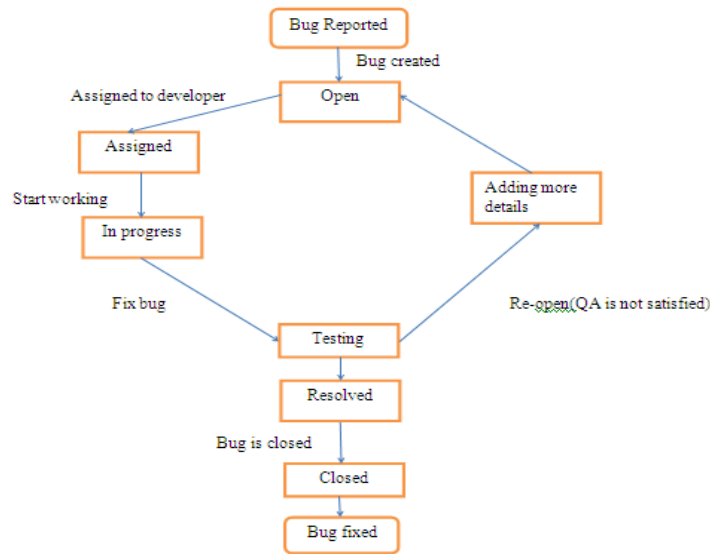 Bug Reported
Bug created
Open
Assigned to developer
Assigned
Adding more
details
Start working
In progress
Fix bug
Re-open(QA is not satisfied)
Testing
Resolved
Bug is closed
Closed
Bug fixed